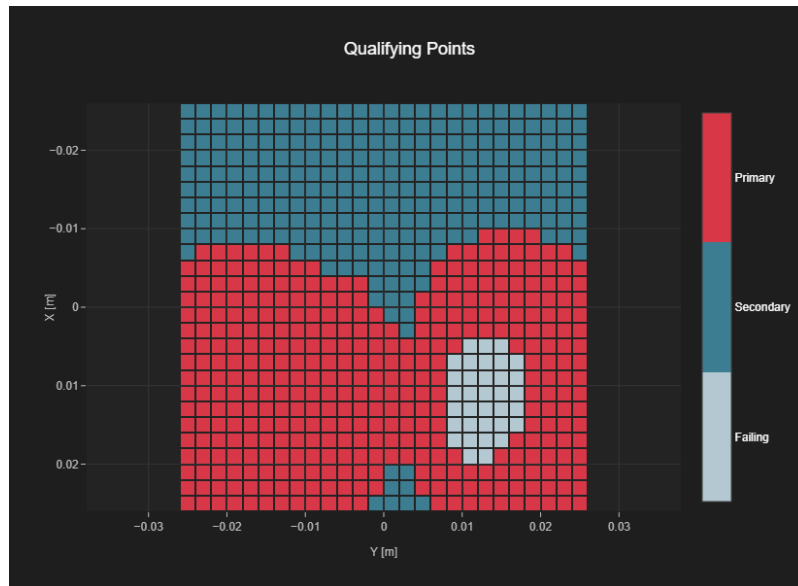 Qualifying Points
−0.02
−0.01
0
0.01
0.02
X [m]
−0.03
−0.02
−0.01
0
0.01
0.02
0.03
Y [m]
Primary
Secondary
Failing